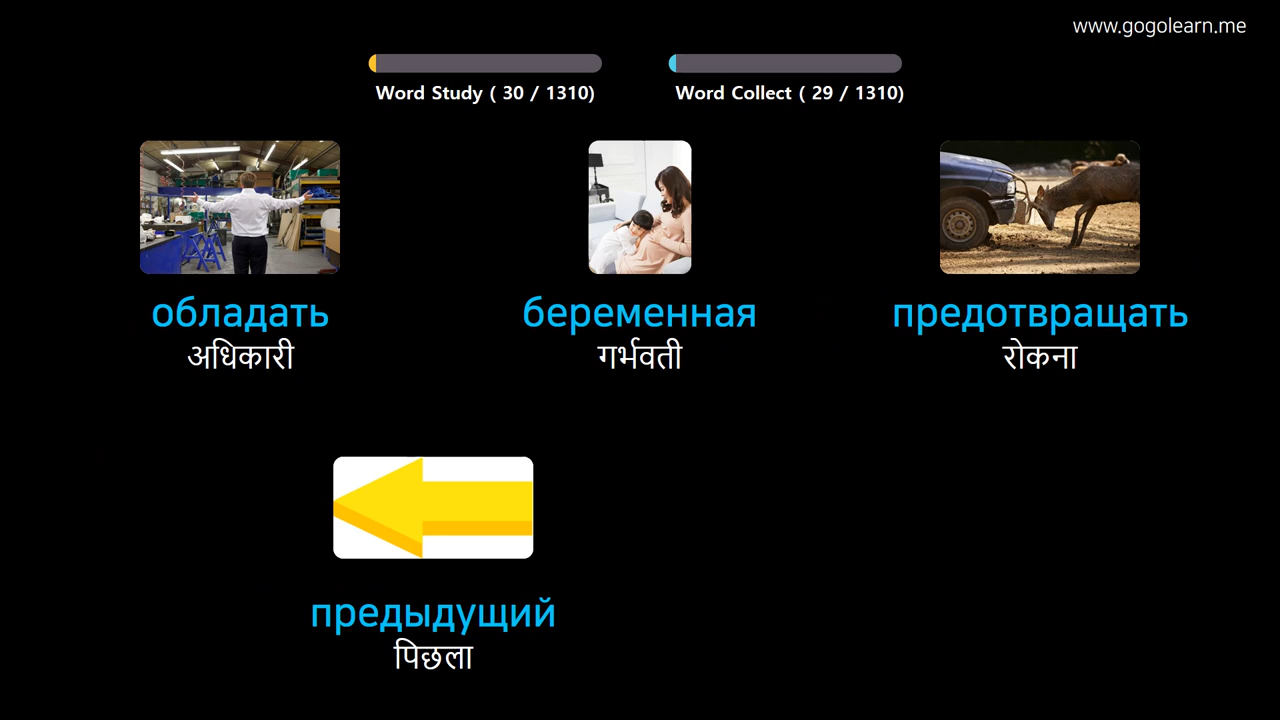 www.gogolearn.me
Word Study ( 30 / 1310)
Word Collect ( 29 / 1310)
обладать
अधिकारी
беременная
गर्भवती
предотвращать
रोकना
предыдущий
पिछला